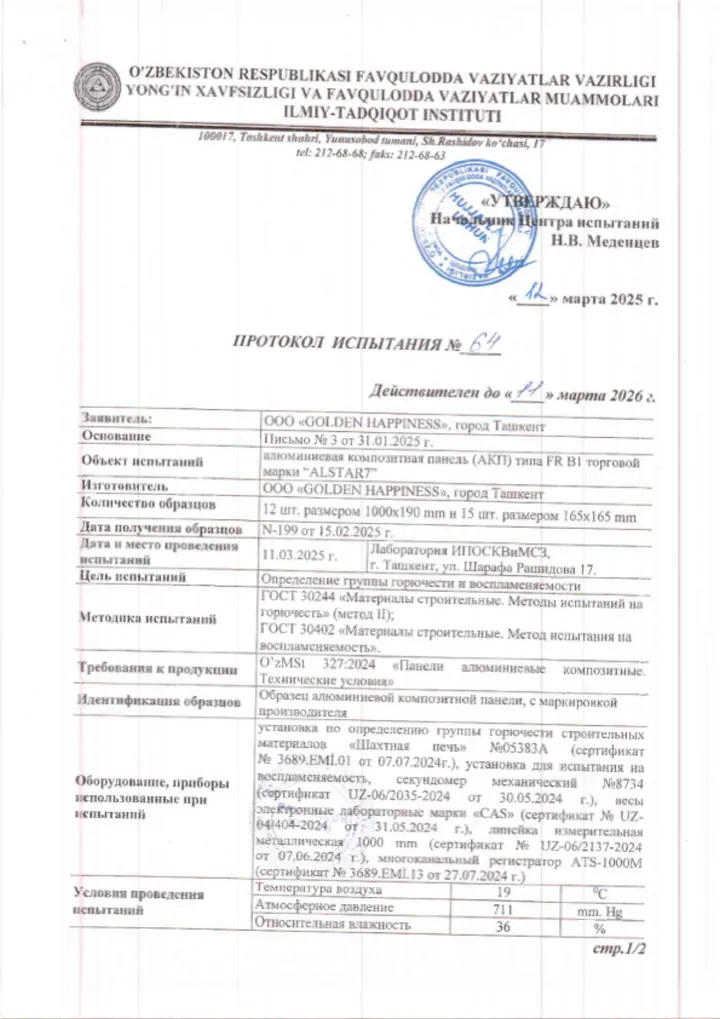 O'ZBEKISTON RESPUBLIKASI FAVQULODDA VAZIYATLAR VAZIRLIGI
YONG'IN XAVFSIZLIGI VA FAVQULODDA VAZIYATLAR MUAMMOLARI
ILMIY-TADQIQOT INSTITUTI
100017, Toshkent shahri, Yunusobod tumani, Sh.Rashidov ko‘chasi, 17
tel: 212-68-68; faks: 212-68-63
«УТВЕРЖДАЮ»
Начальник Центра испытаний
Н.В. Меденцев
«12» марта 2025 г.
ПРОТОКОЛ ИСПЫТАНИЯ № 64
Действителен до «11» марта 2026 г.
Заявитель: ООО «GOLDEN HAPPINESS», город Ташкент
Основание Письмо № 3 от 31.01.2025 г.
Объект испытаний алюминиевая композитная панель (АКП) типа FR B1 торговой
марки "ALSTAR7"
Изготовитель ООО «GOLDEN HAPPINESS», город Ташкент
Количество образцов 12 шт. размером 1000x190 mm и 15 шт. размером 165x165 mm
Дата получения образцов N-199 от 15.02.2025 г.
Дата и место проведения
испытаний 11.03.2025 г. Лаборатория ИПОСКВиМСЗ,
г. Ташкент, ул. Шарафа Рашидова 17.
Цель испытаний Определение группы горючести и воспламеняемости
Методика испытаний ГОСТ 30244 «Материалы строительные. Методы испытаний на
горючесть» (метод II);
ГОСТ 30402 «Материалы строительные. Метод испытания на
воспламеняемость».
Требования к продукции O’zMSt 327:2024 «Панели алюминиевые композитные.
Технические условия»
Идентификация образцов Образец алюминиевой композитной панели, с маркировкой
производителя
Оборудование, приборы
использованные при
испытаний
установка по определению группы горючести строительных
материалов «Шахтная печь» №05383А (сертификат
№ 3689.EMİ.01 от 07.07.2024г.), установка для испытания на
воспламеняемость, секундомер механический №8734
(сертификат UZ-06/2035-2024 от 30.05.2024 г.), весы
электронные лабораторные марки «CAS» (сертификат № UZ-
04/404-2024 от 31.05.2024 г.), линейка измерительная
металлическая 1000 mm (сертификат № UZ-06/2137-2024
от 07.06.2024 г.), многоканальный регистратор ATS-1000M
(сертификат № 3689.EMİ.13 от 27.07.2024 г.)
Условия проведения
испытаний
Температура воздуха 19 ⁰C
Атмосферное давление 711 mm. Hg
Относительная влажность 36 %
стр.1/2